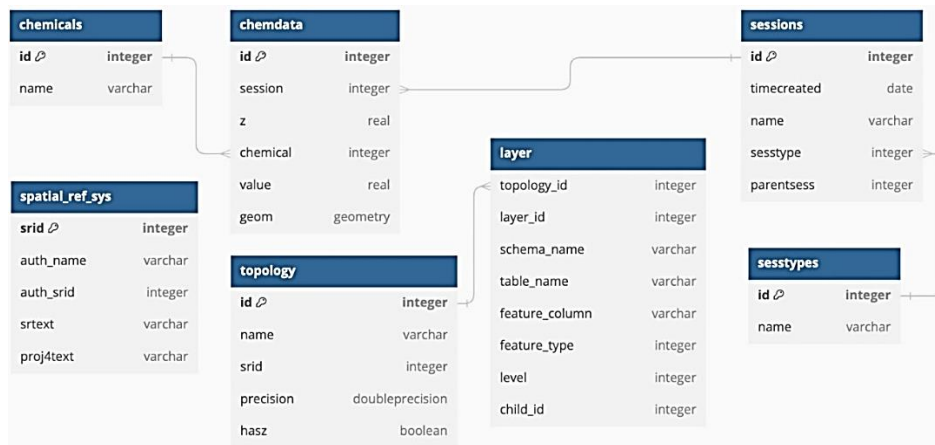 chemicals
id integer
name varchar
chemdata
id integer
session integer
z real
chemical integer
value real
geom geometry
sessions
id integer
timecreated date
name varchar
sesstype integer
parentsess integer
layer
topology_id integer
layer_id integer
schema_name varchar
table_name varchar
feature_column varchar
feature_type integer
level integer
child_id integer
spatial_ref_sys
srid integer
auth_name varchar
auth_srid integer
srtext varchar
proj4text varchar
topology
id integer
name varchar
srid integer
precision doubleprecision
hasz boolean
sesstypes
id integer
name varchar